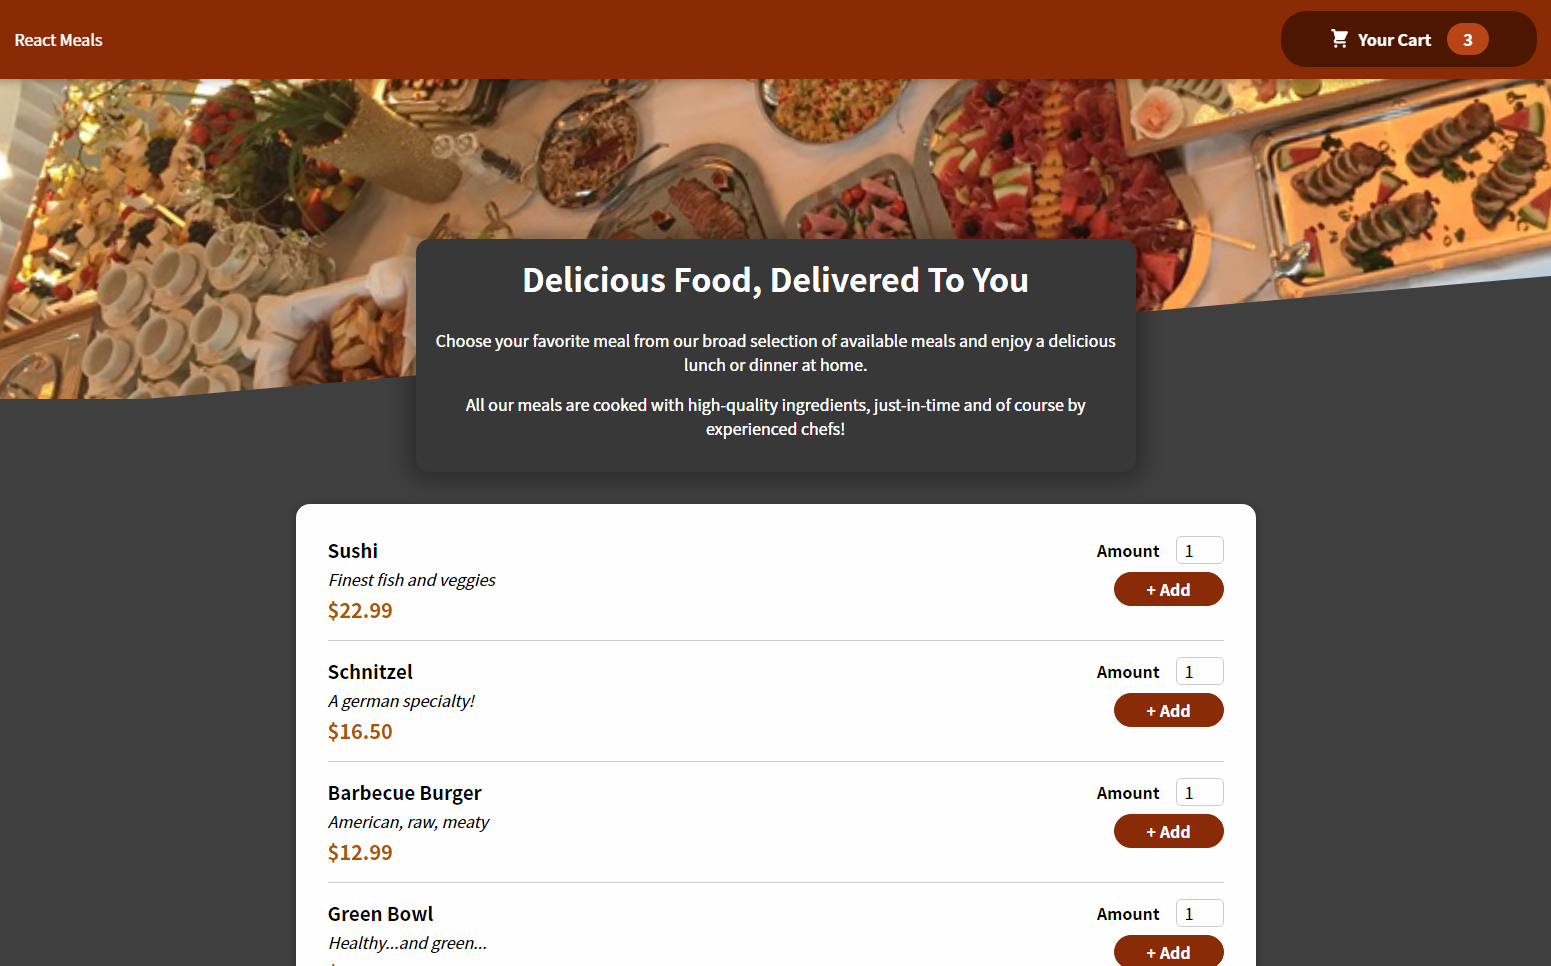 React Meals
Your Cart 3
Delicious Food, Delivered To You
Choose your favorite meal from our broad selection of available meals and enjoy a delicious
lunch or dinner at home.
All our meals are cooked with high-quality ingredients, just-in-time and of course by
experienced chefs!
Sushi
Finest fish and veggies
$22.99
Amount 1
+ Add
Schnitzel
A german specialty!
$16.50
Amount 1
+ Add
Barbecue Burger
American, raw, meaty
$12.99
Amount 1
+ Add
Green Bowl
Healthy...and green...
Amount 1
+ Add